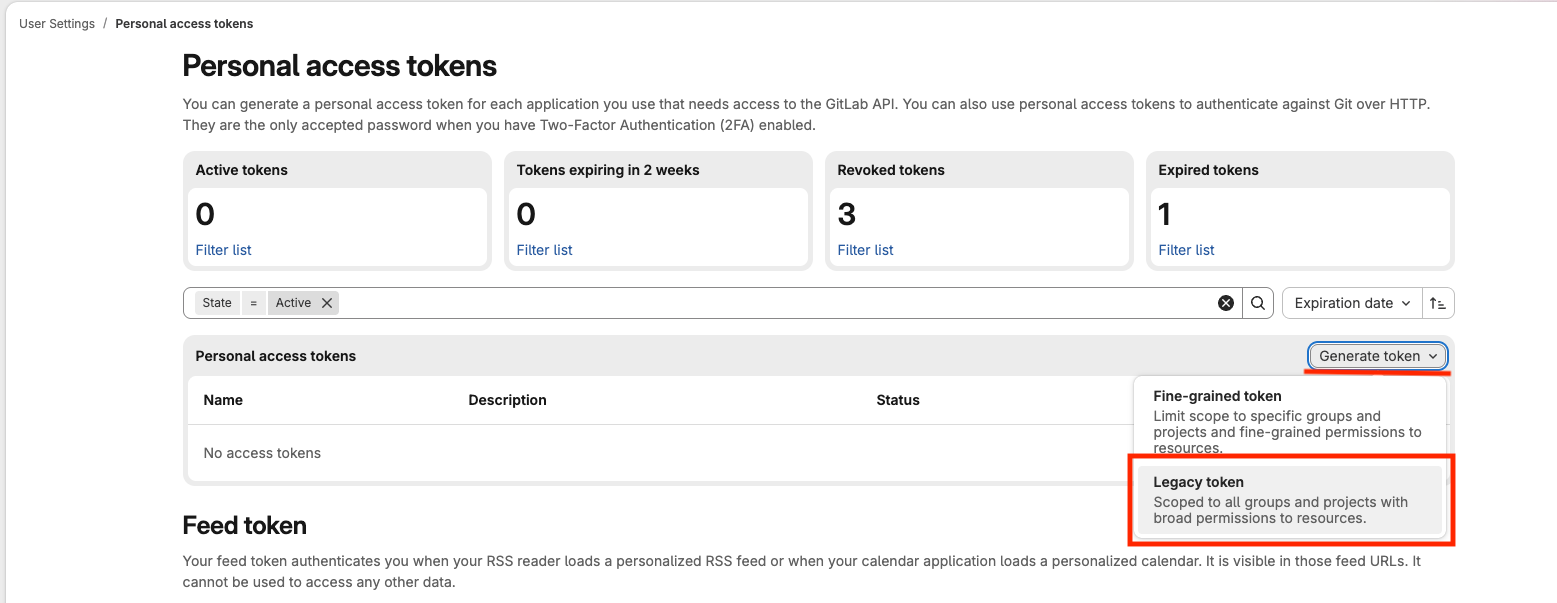 User Settings / Personal access tokens
Personal access tokens
You can generate a personal access token for each application you use that needs access to the GitLab API. You can also use personal access tokens to authenticate against Git over HTTP.
They are the only accepted password when you have Two-Factor Authentication (2FA) enabled.
Active tokens
0
Filter list
Tokens expiring in 2 weeks
0
Filter list
Revoked tokens
3
Filter list
Expired tokens
1
Filter list
State = Active
Expiration date
Personal access tokens
Generate token
Name Description Status
No access tokens
Fine-grained token
Limit scope to specific groups and
projects and fine-grained permissions to
resources.
Legacy token
Scoped to all groups and projects with
broad permissions to resources.
Feed token
Your feed token authenticates you when your RSS reader loads a personalized RSS feed or when your calendar application loads a personalized calendar. It is visible in those feed URLs. It
cannot be used to access any other data.